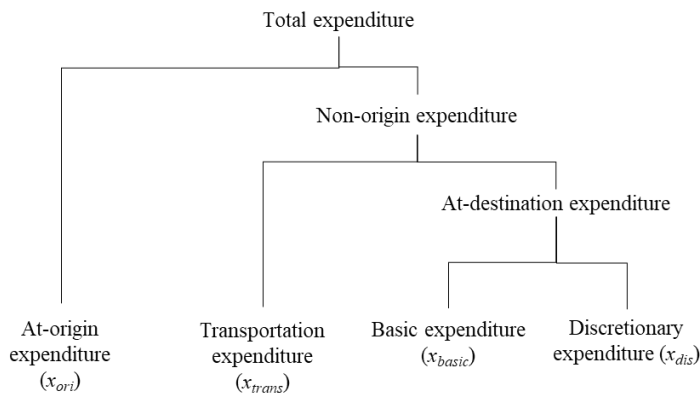 Total expenditure
Non-origin expenditure
At-destination expenditure
At-origin
expenditure
(x_ori)
Transportation
expenditure
(x_trans)
Basic expenditure
(x_basic)
Discretionary
expenditure (x_dis)